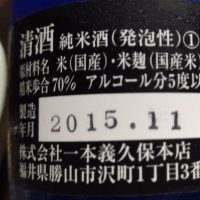 清酒 純米酒(発泡性)①
原材料名 米(国産)・米麹(国産米)
精米歩合70% アルコール分5度以
製造
年月 2015.11
株式会社一本義久保本店
福井県勝山市沢町1丁目3番